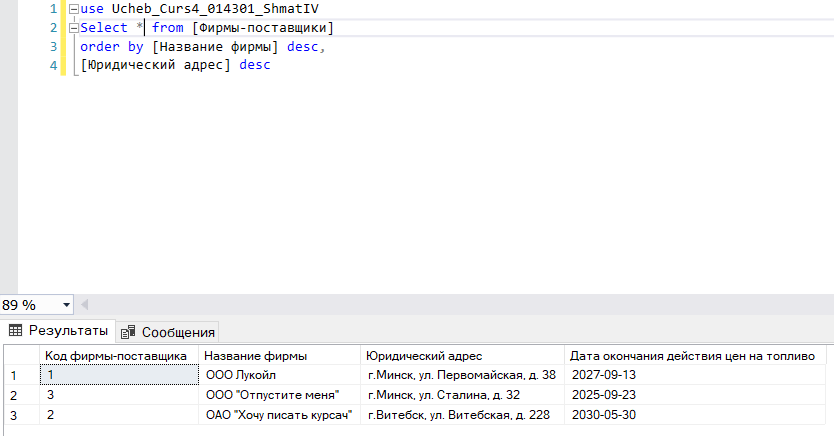 1 use Ucheb_Curs4_014301_ShmatIV
2 Select * from [Фирмы-поставщики]
3 order by [Название фирмы] desc,
4 [Юридический адрес] desc
89 %
Результаты Сообщения
Код фирмы-поставщика Название фирмы Юридический адрес Дата окончания действия цен на топливо
1 1 ООО Лукойл г.Минск, ул. Первомайская, д. 38 2027-09-13
2 3 ООО "Отпустите меня" г.Минск, ул. Сталина, д. 32 2025-09-23
3 2 ОАО "Хочу писать курсач" г.Витебск, ул. Витебская, д. 228 2030-05-30